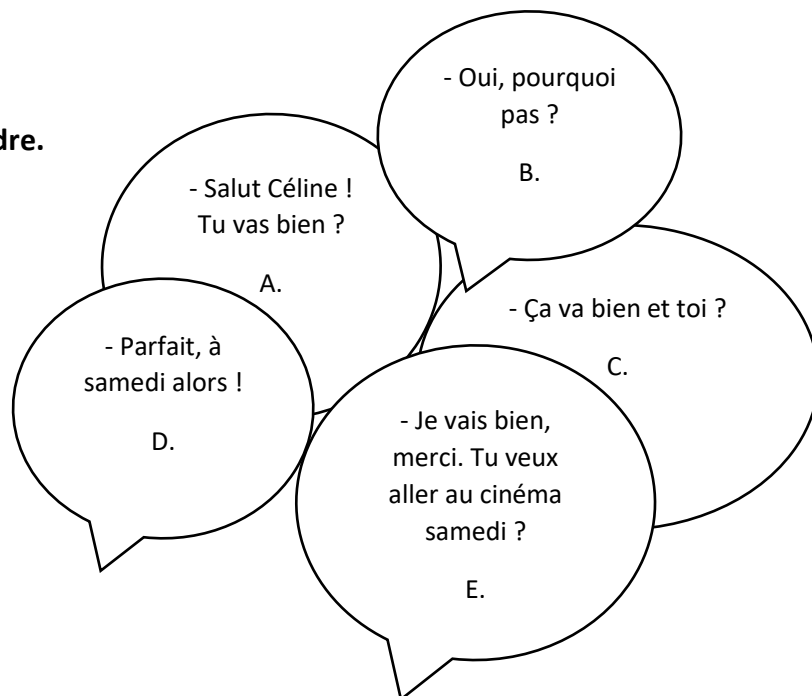 dre.
- Oui, pourquoi
pas ?
B.
- Salut Céline !
Tu vas bien ?
A.
- Ça va bien et toi ?
C.
- Parfait, à
samedi alors !
D.
- Je vais bien,
merci. Tu veux
aller au cinéma
samedi ?
E.